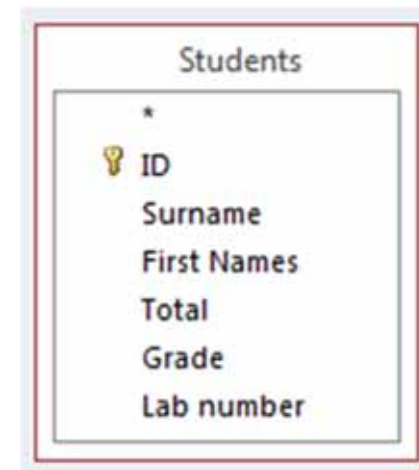 Students
*
ID
Surname
First Names
Total
Grade
Lab number